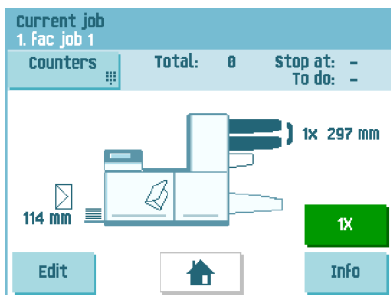 Current job
1. Fac job 1
Counters
Total: 0
Stop at: -
To do: -
1x 297 mm
114 mm
1X
Edit
Info